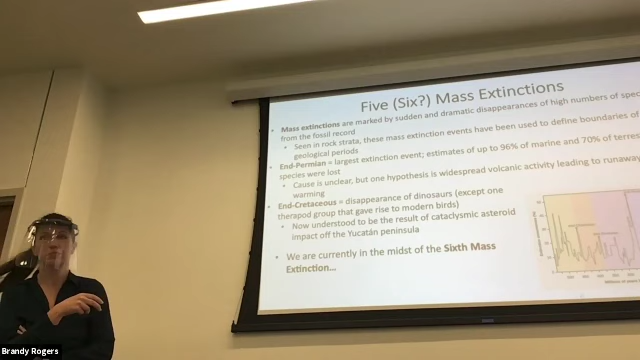 Five (Six?) Mass Extinctions
• Mass extinctions are marked by sudden and dramatic disappearances of high numbers of spec
from the fossil record
• Seen in rock strata, these mass extinction events have been used to define boundaries of
geological periods
• End-Permian = largest extinction event; estimates of up to 96% of marine and 70% of terres
species were lost
• Cause is unclear, but one hypothesis is widespread volcanic activity leading to runaway
warming
• End-Cretaceous = disappearance of dinosaurs (except one
therapod group that gave rise to modern birds)
• Now understood to be the result of cataclysmic asteroid
impact off the Yucatán peninsula
• We are currently in the midst of the Sixth Mass
Extinction...
Brandy Rogers